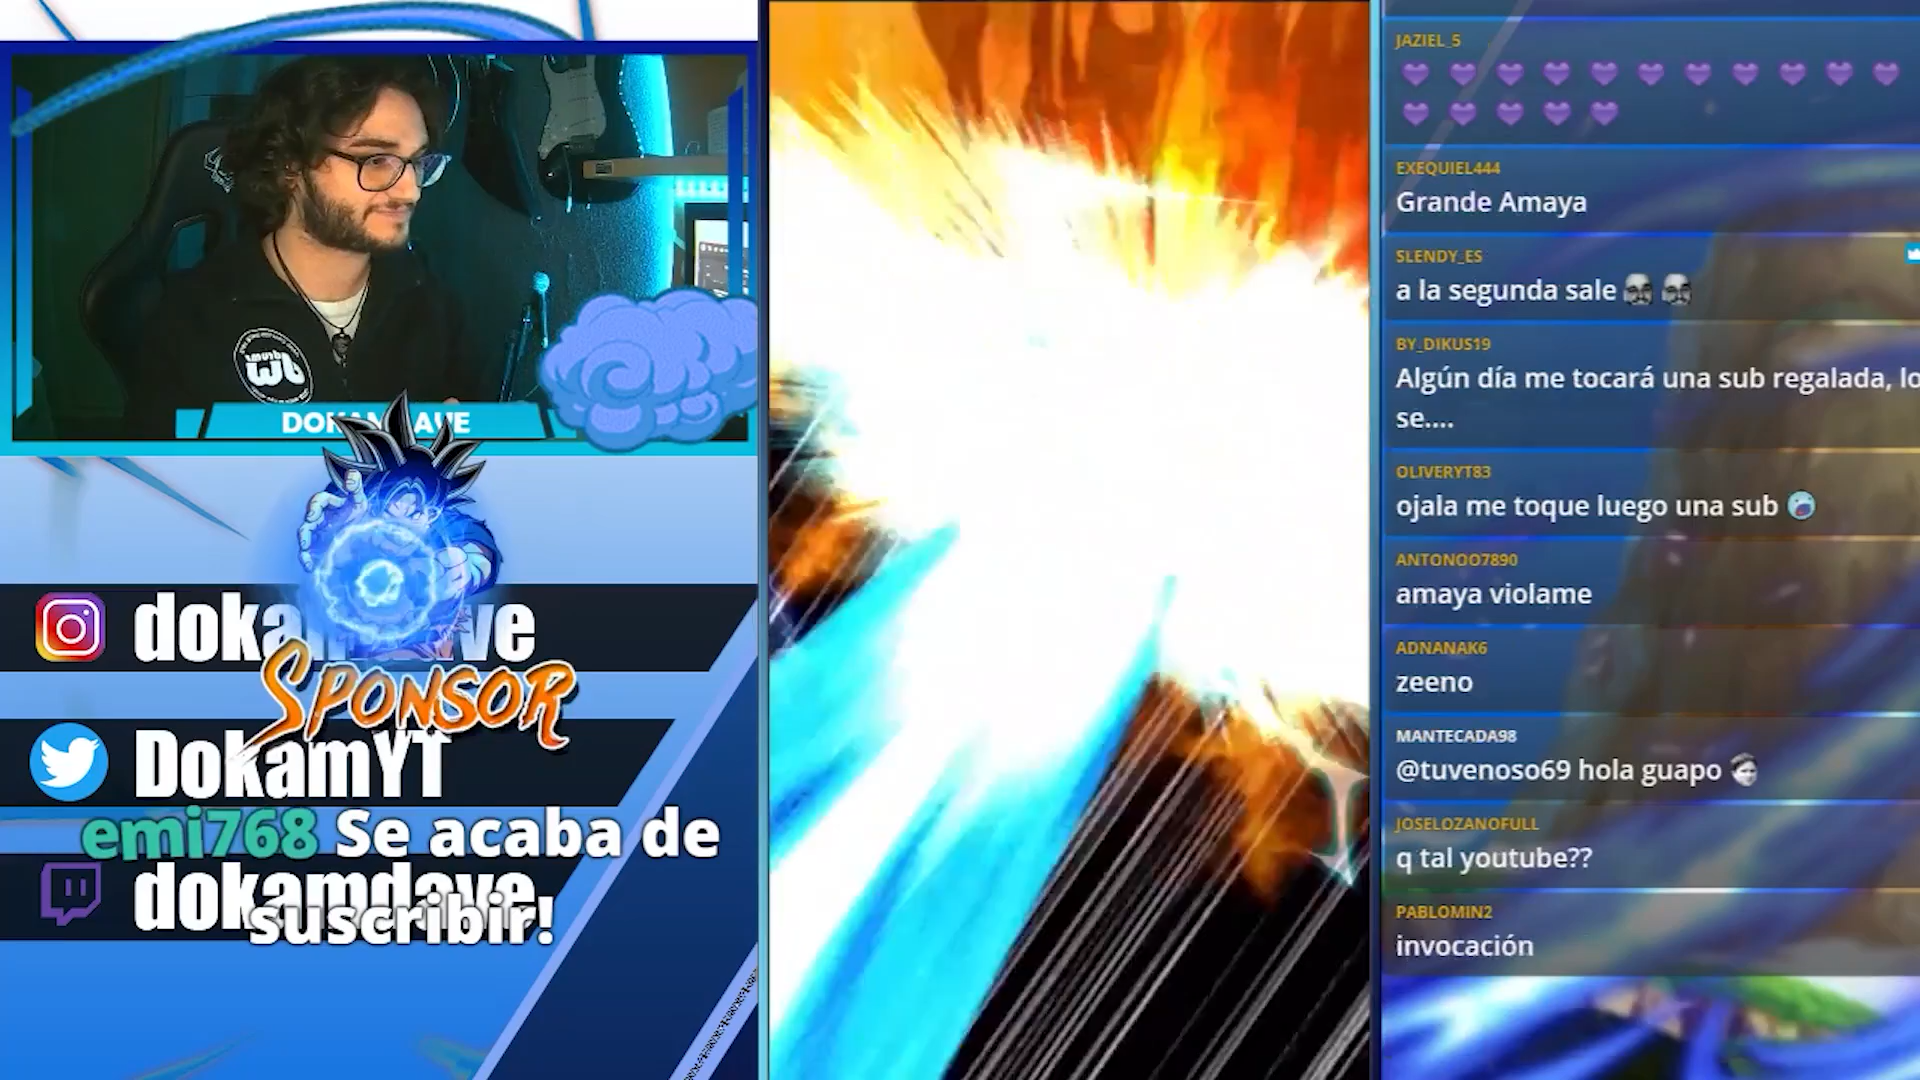 DOKAMDAVE
dokamdave
SPONSOR
DokamYT
emi768 Se acaba de
suscribir!
dokamdave
JAZIEL_5
EXEQUIEL444
Grande Amaya
SLENDY_ES
a la segunda sale
BY_DIKUS19
Algún día me tocará una sub regalada, lo
se....
OLIVERYT83
ojala me toque luego una sub
ANTONOO7890
amaya violame
ADNANAK6
zeeno
MANTECADA98
@tuvenoso69 hola guapo
JOSELOZANOFULL
q tal youtube??
PABLOMIN2
invocación